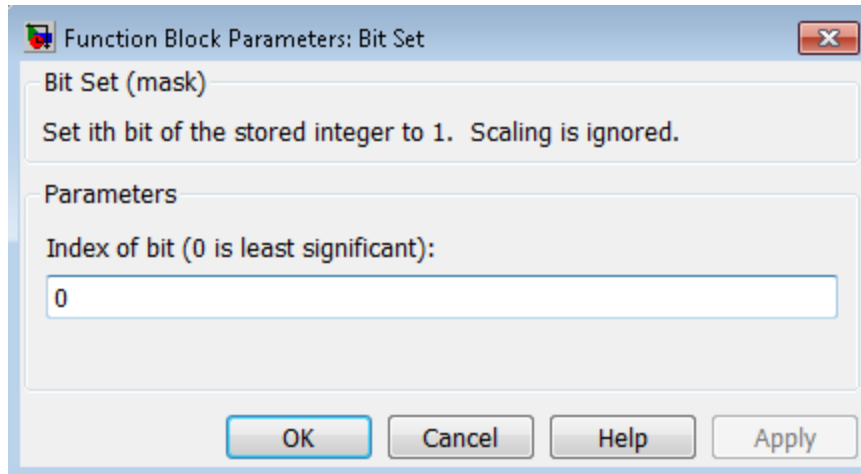 Function Block Parameters: Bit Set
Bit Set (mask)
Set ith bit of the stored integer to 1.  Scaling is ignored.
Parameters
Index of bit (0 is least significant):
0
OK Cancel Help Apply